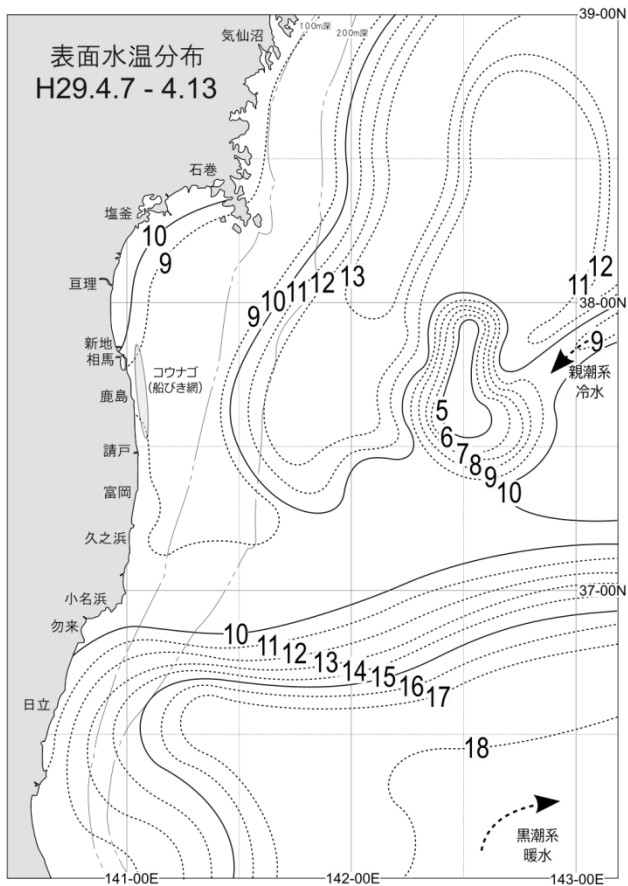 39-00N
100m深
200m深
気仙沼
表面水温分布
H29.4.7 - 4.13
石巻
塩釜
10
9
亘理
9
10
11
12
13
11
12
38-00N
新地
相馬
9
親潮系
冷水
コウナゴ
(船びき網)
鹿島
5
6
7
8
9
10
請戸
富岡
久之浜
37-00N
小名浜
勿来
10
11
12
13
14
15
16
17
日立
18
黒潮系
暖水
141-00E
142-00E
143-00E